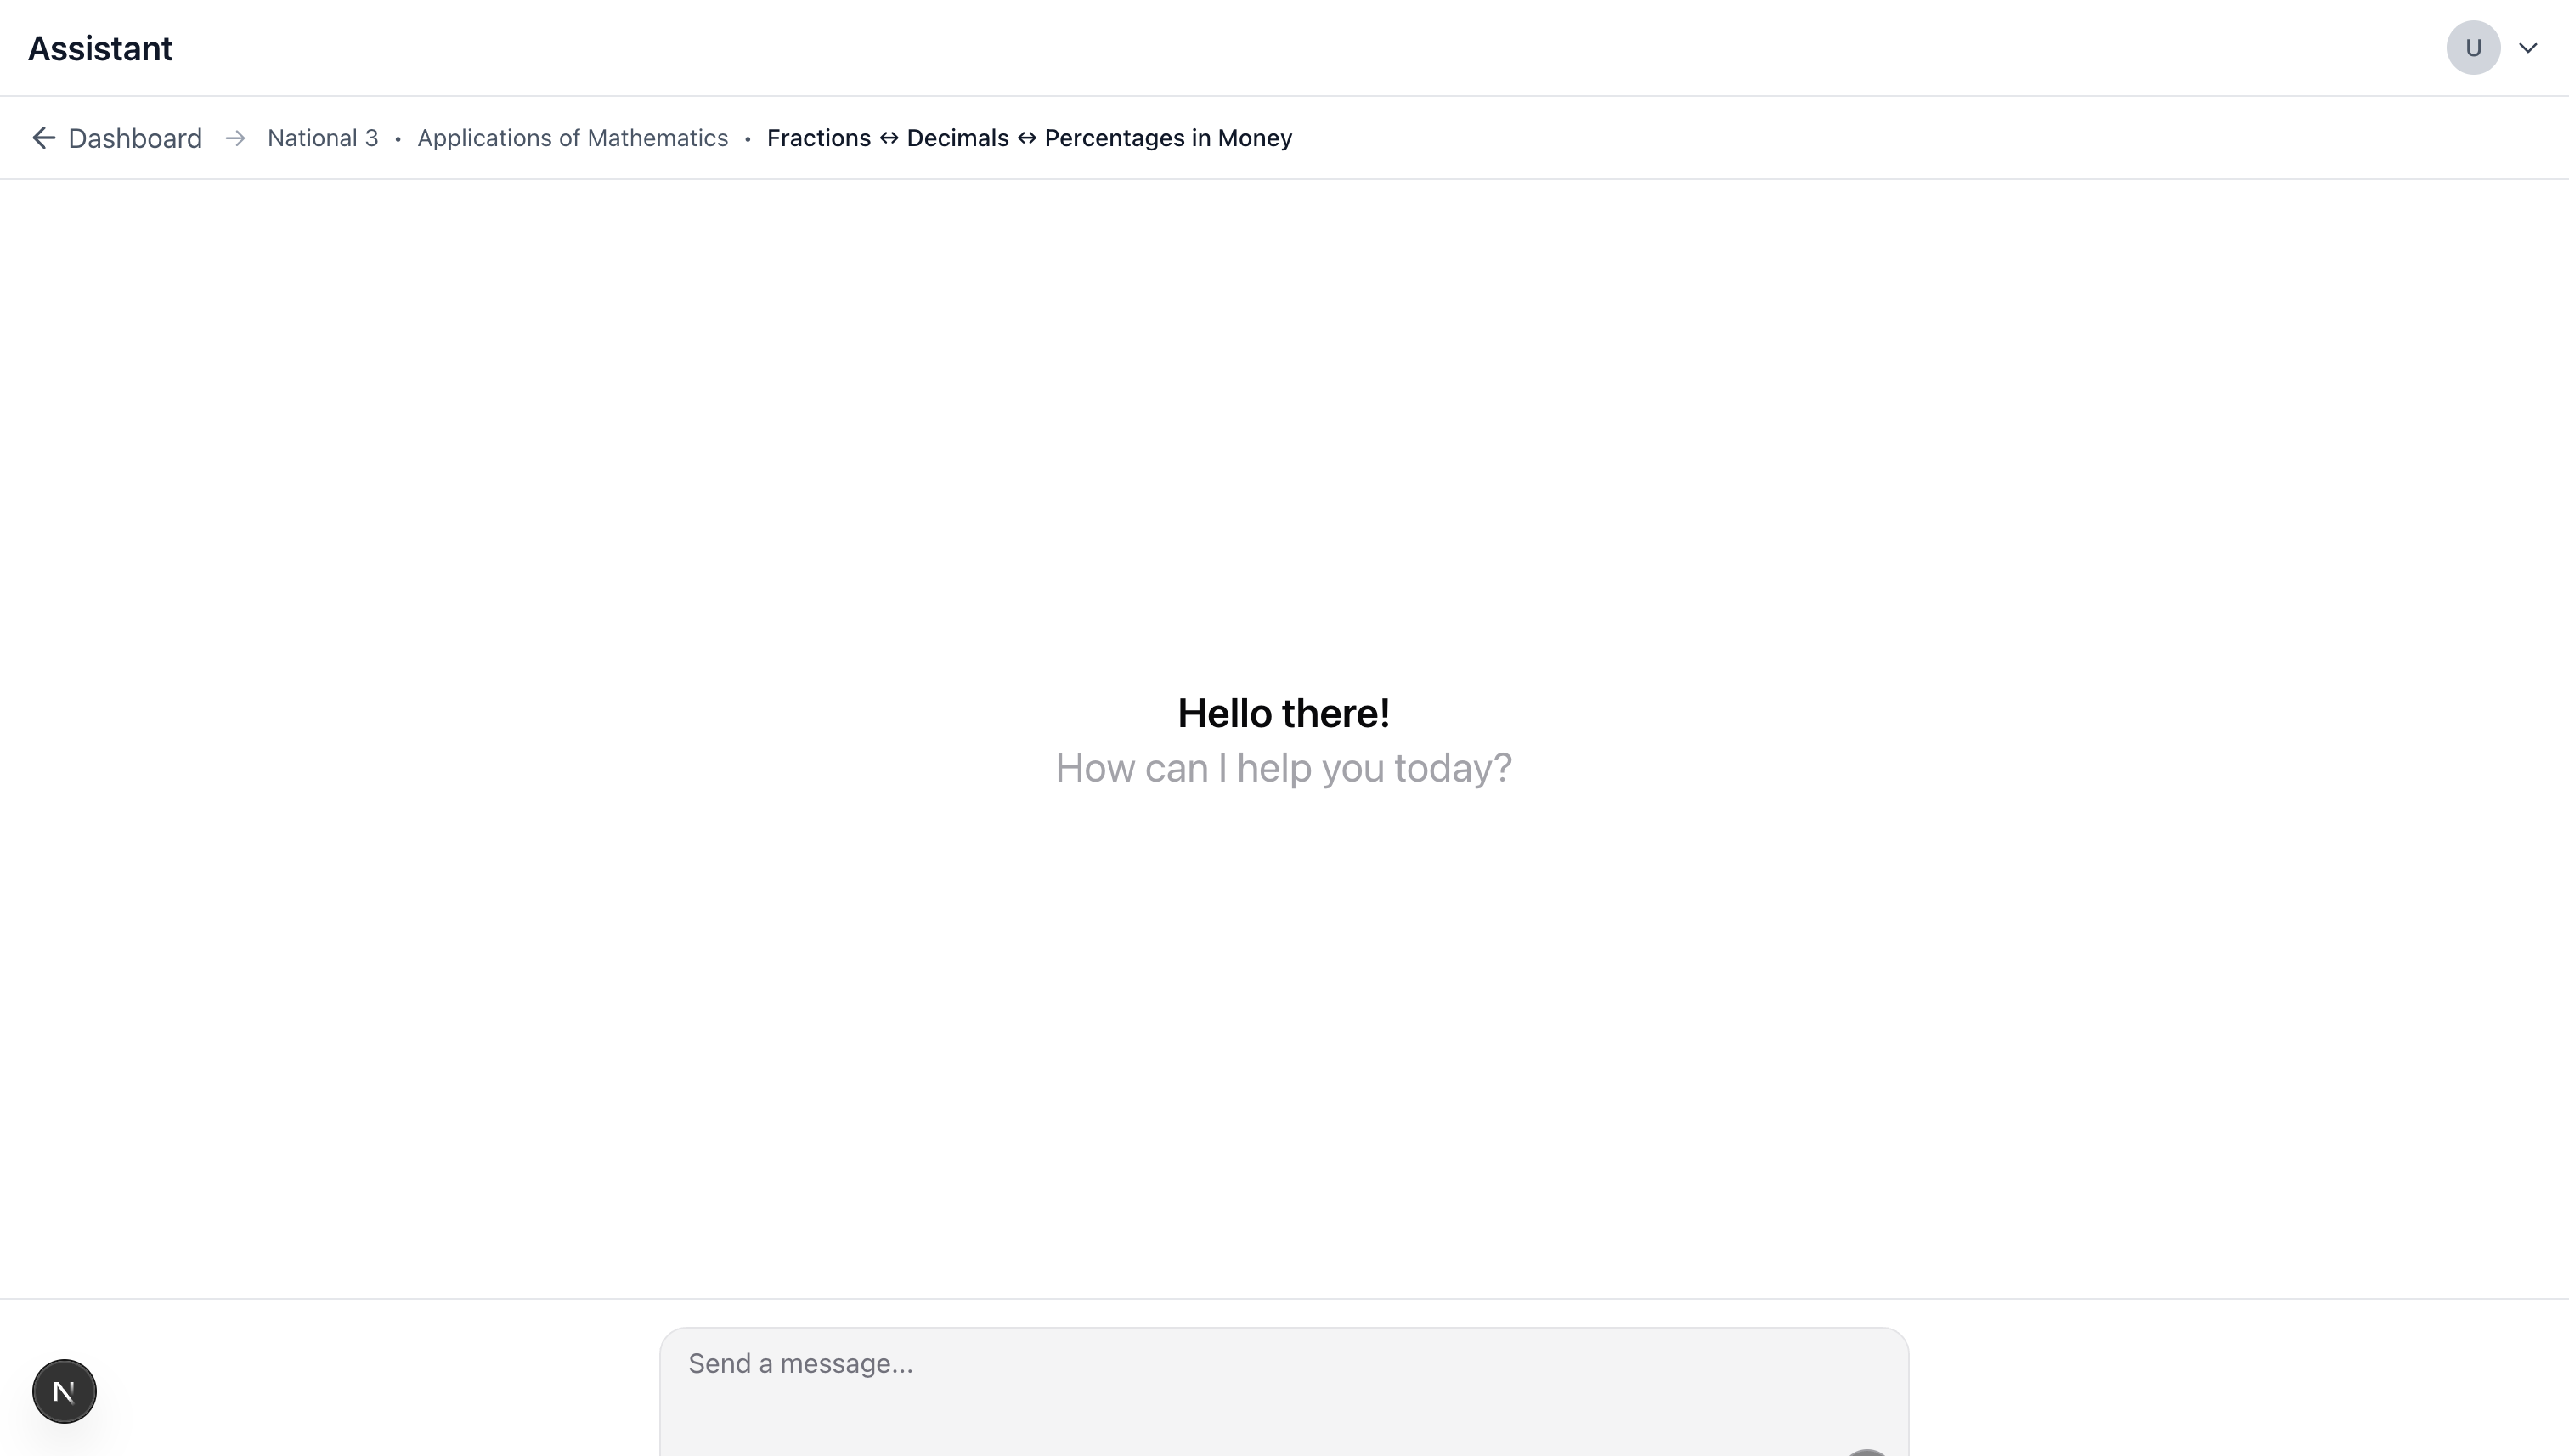 Assistant
U
Dashboard → National 3 • Applications of Mathematics • Fractions ↔ Decimals ↔ Percentages in Money
Hello there!
How can I help you today?
Send a message...
N